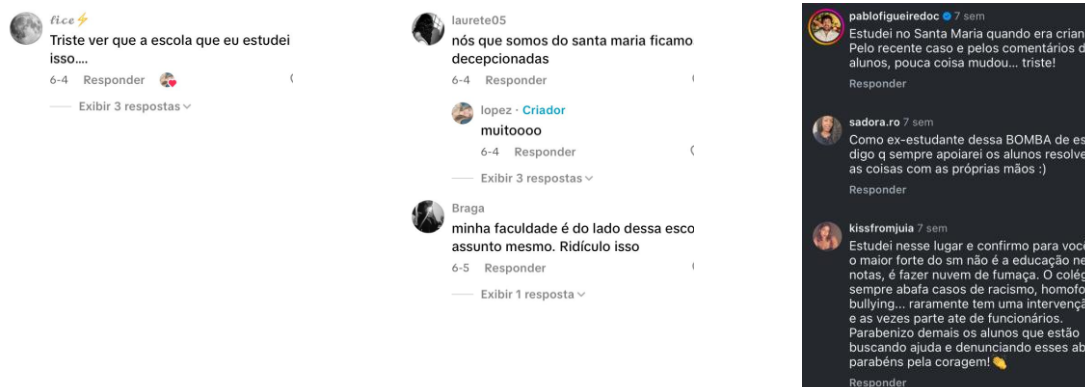 tice⚡
Triste ver que a escola que eu estudei
isso....
6-4 Responder
Exibir 3 respostas
laurete05
nós que somos do santa maria ficamo
decepcionadas
6-4 Responder
lopez · Criador
muitoooo
6-4 Responder
Exibir 3 respostas
Braga
minha faculdade é do lado dessa esco
assunto mesmo. Ridículo isso
6-5 Responder
Exibir 1 resposta
pablofigueiredoc 7 sem
Estudei no Santa Maria quando era crian
Pelo recente caso e pelos comentários d
alunos, pouca coisa mudou... triste!
Responder
sadora.ro 7 sem
Como ex-estudante dessa BOMBA de es
digo q sempre apoiarei os alunos resolve
as coisas com as próprias mãos :)
Responder
kissfromjuia 7 sem
Estudei nesse lugar e confirmo para você
o maior forte do sm não é a educação ne
notas, é fazer nuvem de fumaça. O colég
sempre abafa casos de racismo, homofo
bullying... raramente tem uma intervençã
e as vezes parte ate de funcionários.
Parabenizo demais os alunos que estão
buscando ajuda e denunciando esses ab
parabéns pela coragem!👏
Responder